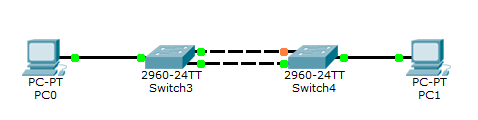 PC-PT
PC0
2960-24TT
Switch3
2960-24TT
Switch4
PC-PT
PC1